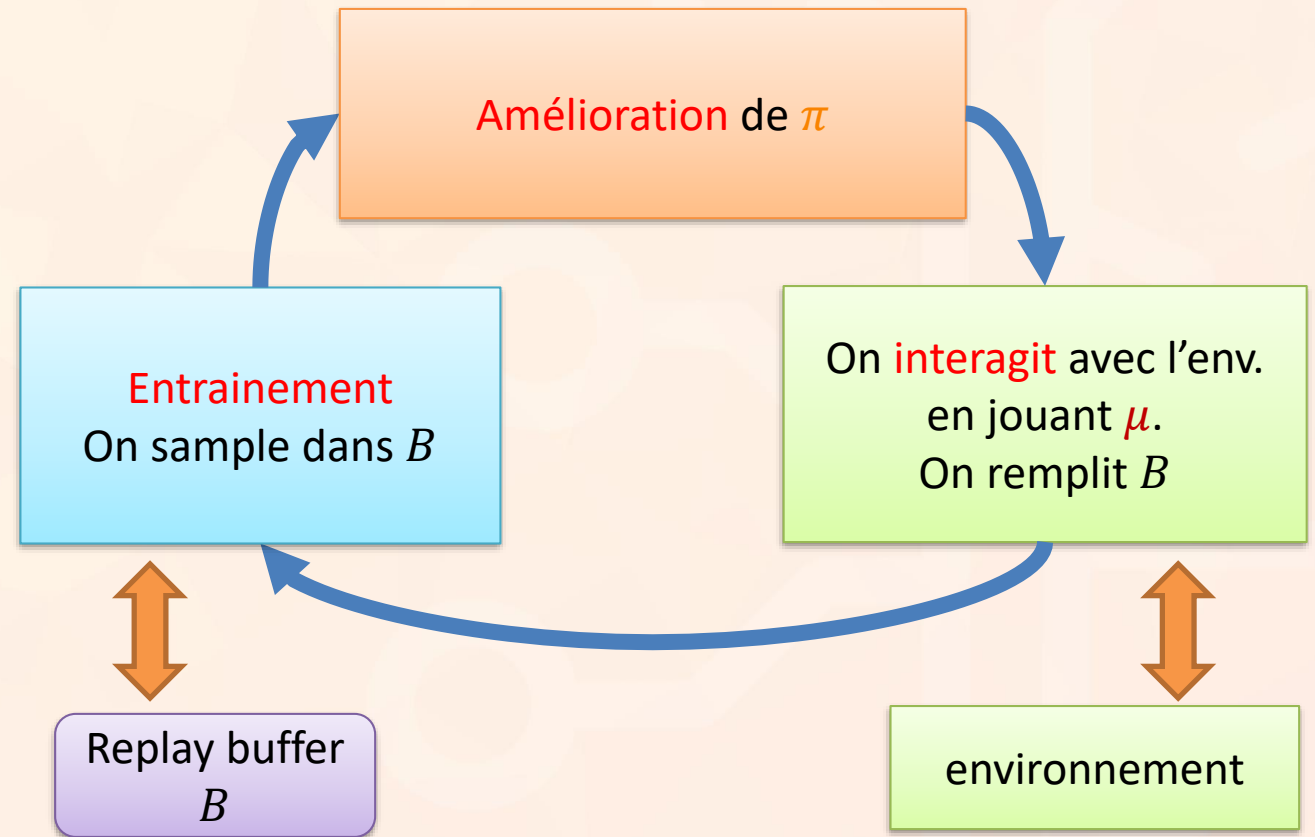 Amélioration de π
Entrainement
On sample dans B
On interagit avec l’env.
en jouant μ.
On remplit B
Replay buffer
B
environnement